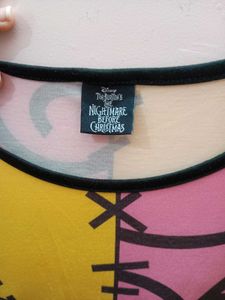 Disney
Tim Burton's
THE
NIGHTMARE
BEFORE
CHRISTMAS